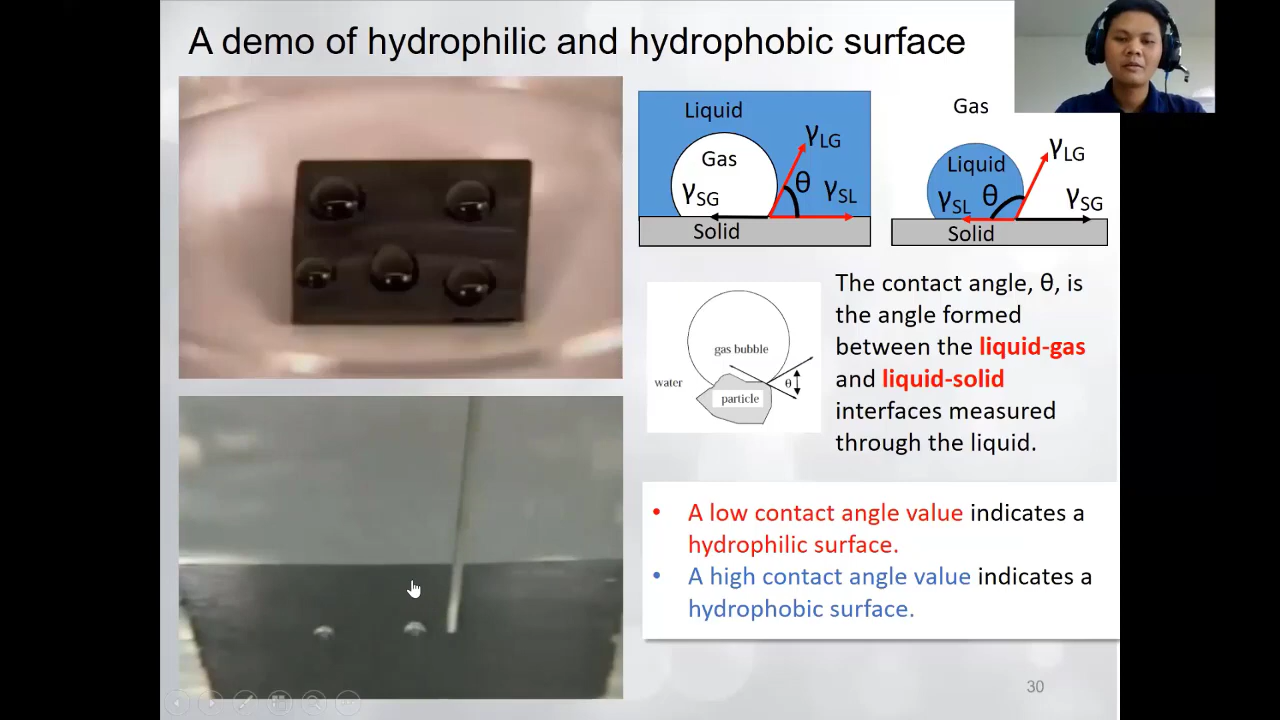 A demo of hydrophilic and hydrophobic surface
Liquid
Gas
γLG
θ
γSG
γSL
Solid
Gas
Liquid
γLG
γSL
θ
γSG
Solid
gas bubble
water
θ
particle
The contact angle, θ, is
the angle formed
between the liquid-gas
and liquid-solid
interfaces measured
through the liquid.
• A low contact angle value indicates a
hydrophilic surface.
• A high contact angle value indicates a
hydrophobic surface.
30